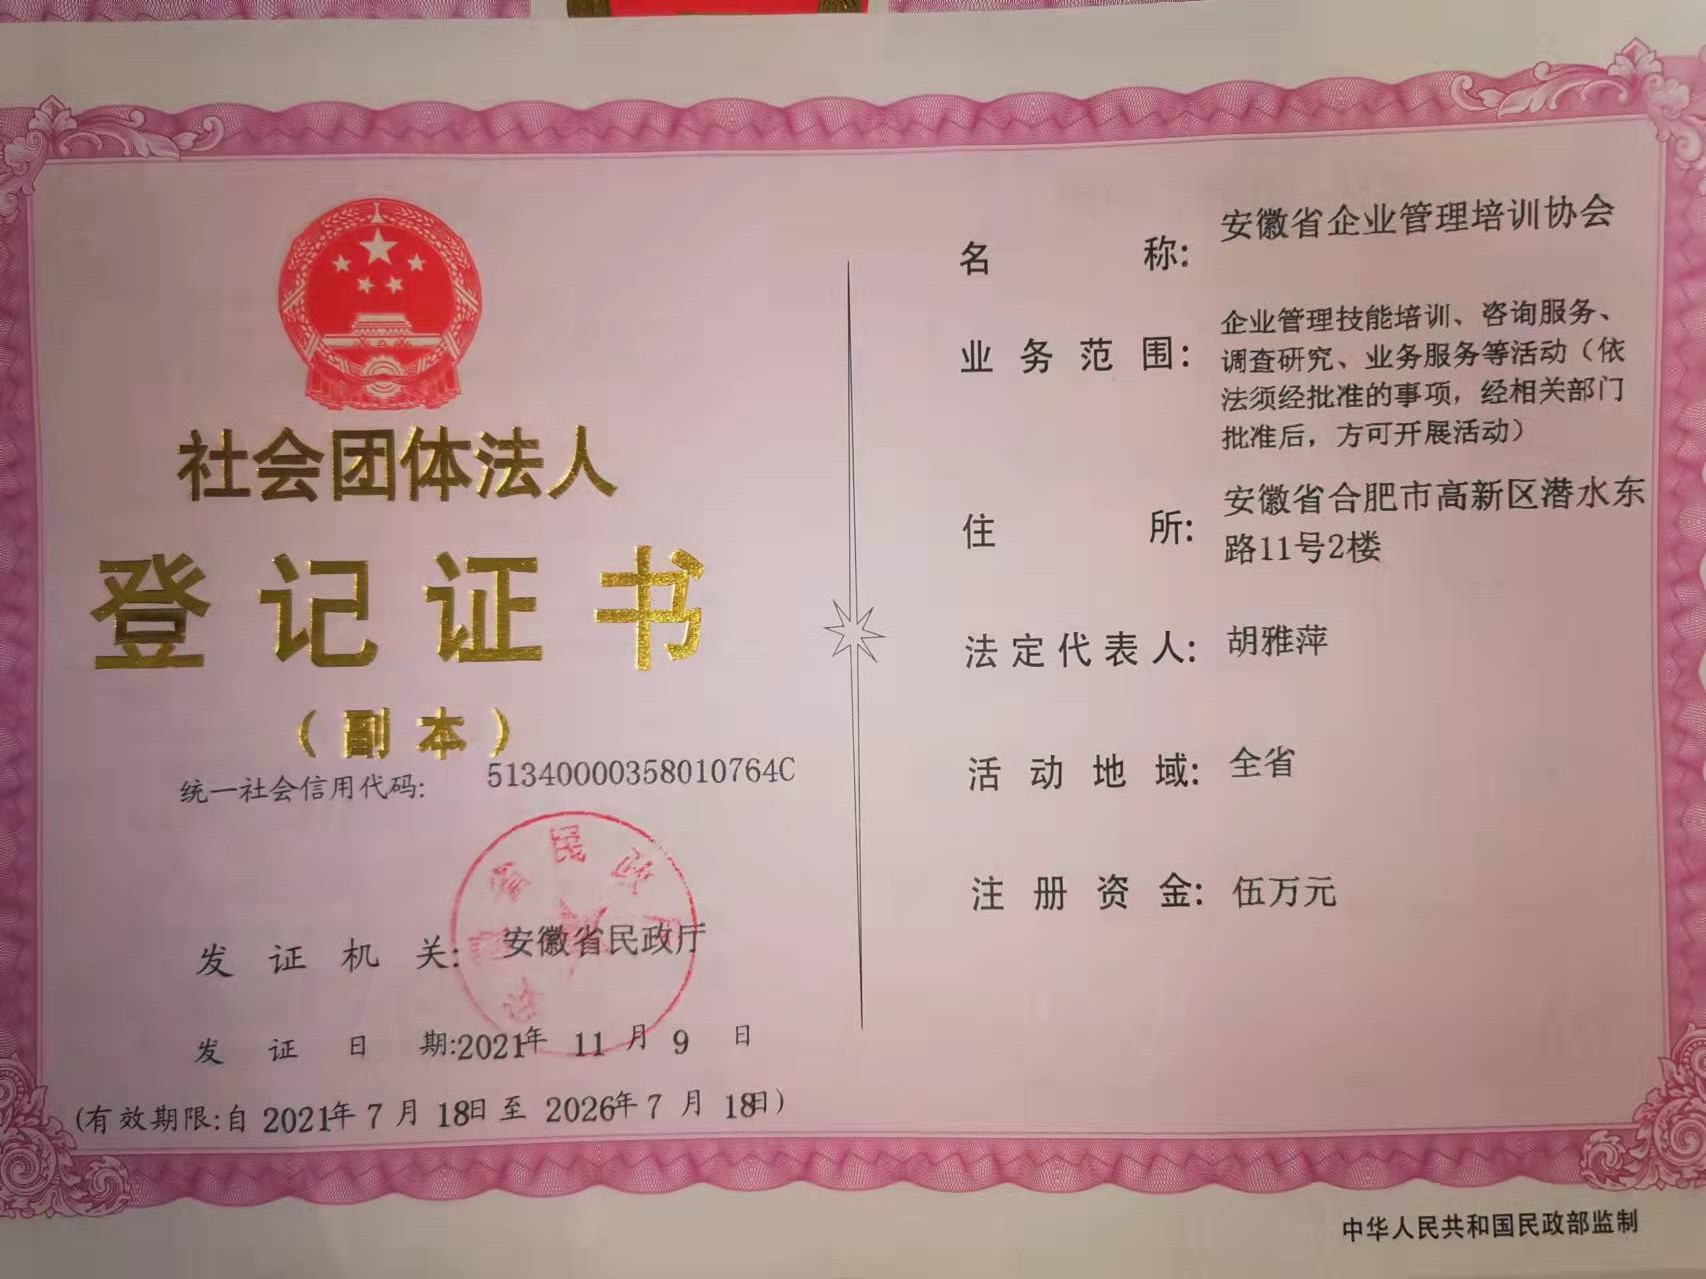 社会团体法人
登记证书
（副本）
统一社会信用代码: 51340000358010764C
发证机关: 安徽省民政厅
发证日期:2021年 11 月 9 日
(有效期限:自 2021年 7 月 18日 至 2026年 7 月 18日)
名称: 安徽省企业管理培训协会
业务范围: 企业管理技能培训、咨询服务、
调查研究、业务服务等活动（依
法须经批准的事项，经相关部门
批准后，方可开展活动）
住所: 安徽省合肥市高新区潜水东
路11号2楼
法定代表人: 胡雅萍
活动地域: 全省
注册资金: 伍万元
中华人民共和国民政部监制